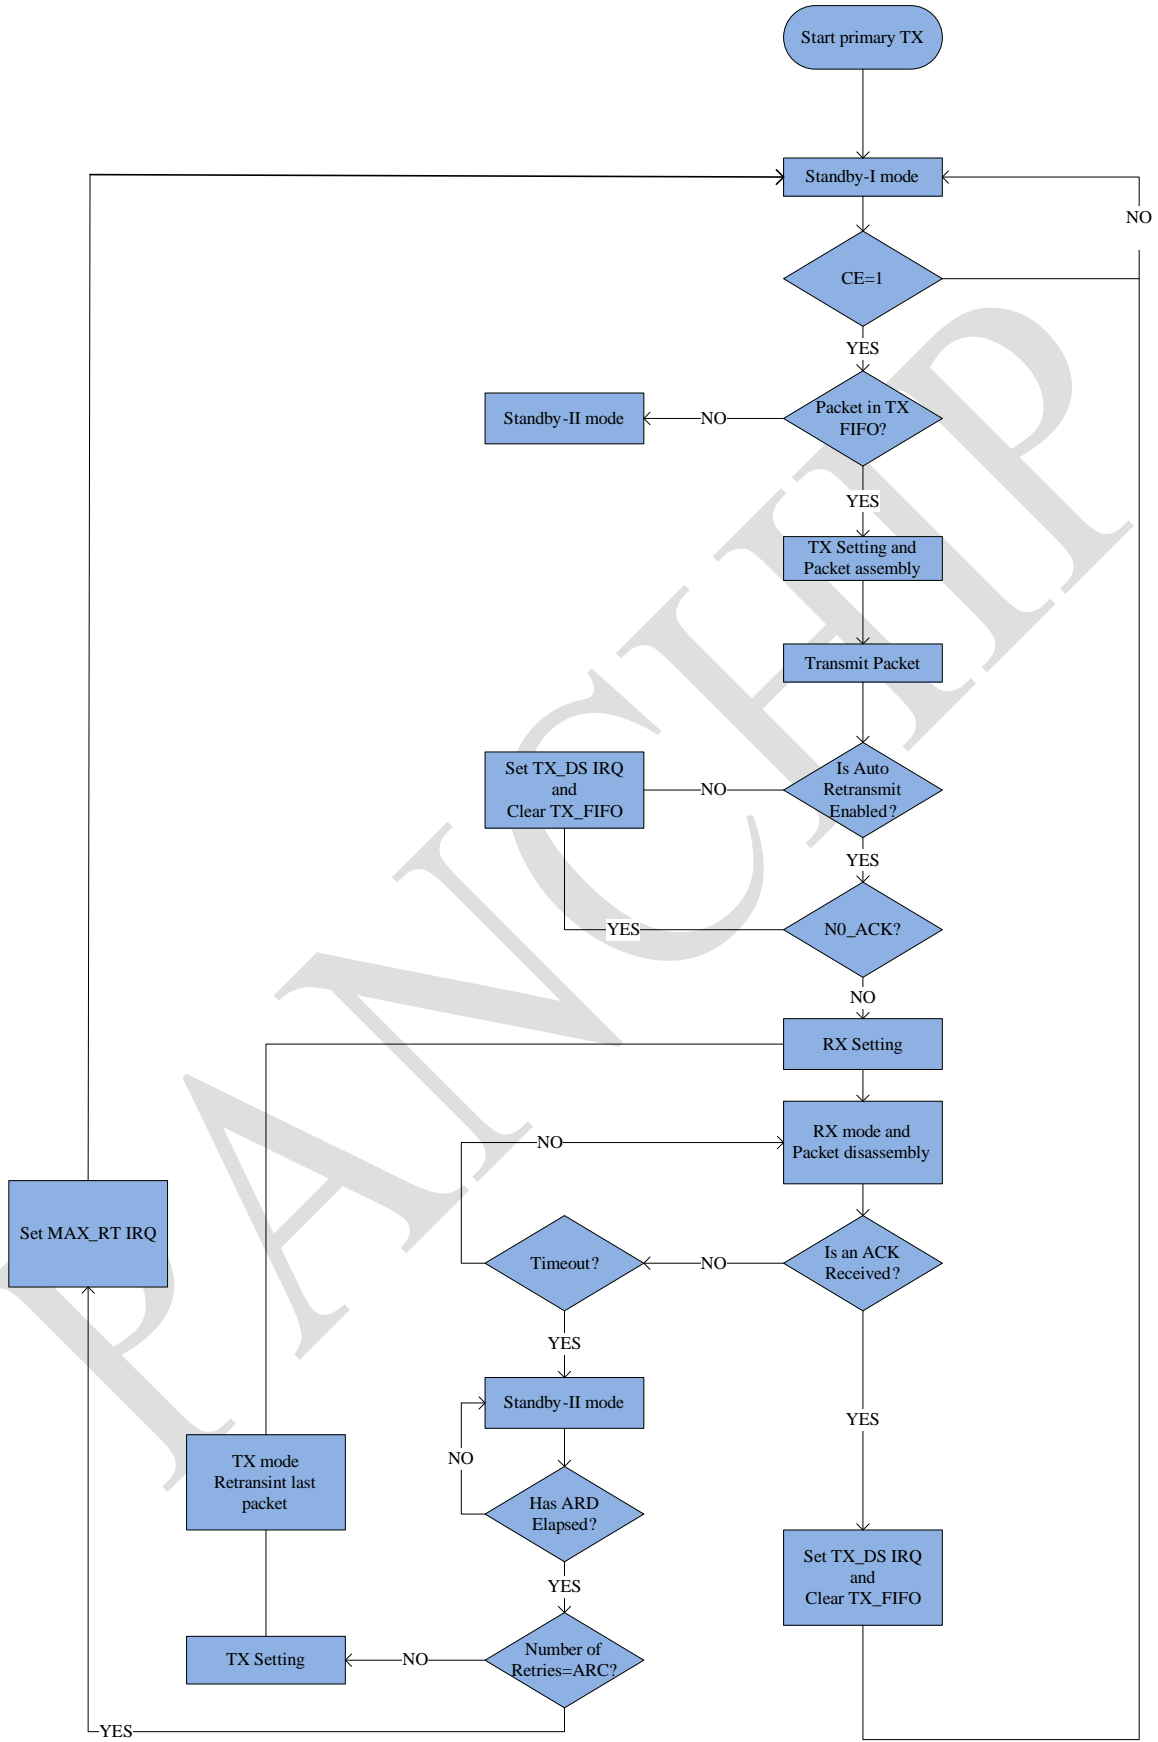 Start primary TX
Standby-I mode
NO
CE=1
YES
Packet in TX
FIFO?
NO
Standby-II mode
YES
TX Setting and
Packet assembly
Transmit Packet
Is Auto
Retransmit
Enabled?
NO
Set TX_DS IRQ
and
Clear TX_FIFO
YES
N0_ACK?
YES
NO
RX Setting
RX mode and
Packet disassembly
NO
Is an ACK
Received?
NO
Timeout?
Set MAX_RT IRQ
YES
Standby-II mode
YES
NO
TX mode
Retransint last
packet
Has ARD
Elapsed?
Set TX_DS IRQ
and
Clear TX_FIFO
YES
Number of
Retries=ARC?
NO
TX Setting
YES
PANCHIP